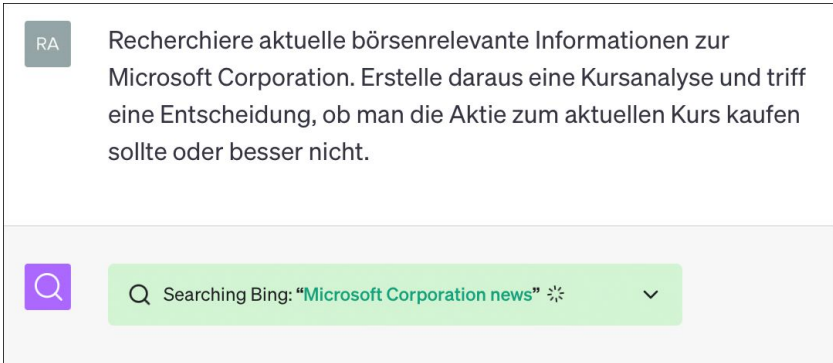 RA
Recherchiere aktuelle börsenrelevante Informationen zur
Microsoft Corporation. Erstelle daraus eine Kursanalyse und triff
eine Entscheidung, ob man die Aktie zum aktuellen Kurs kaufen
sollte oder besser nicht.
Searching Bing: “Microsoft Corporation news”